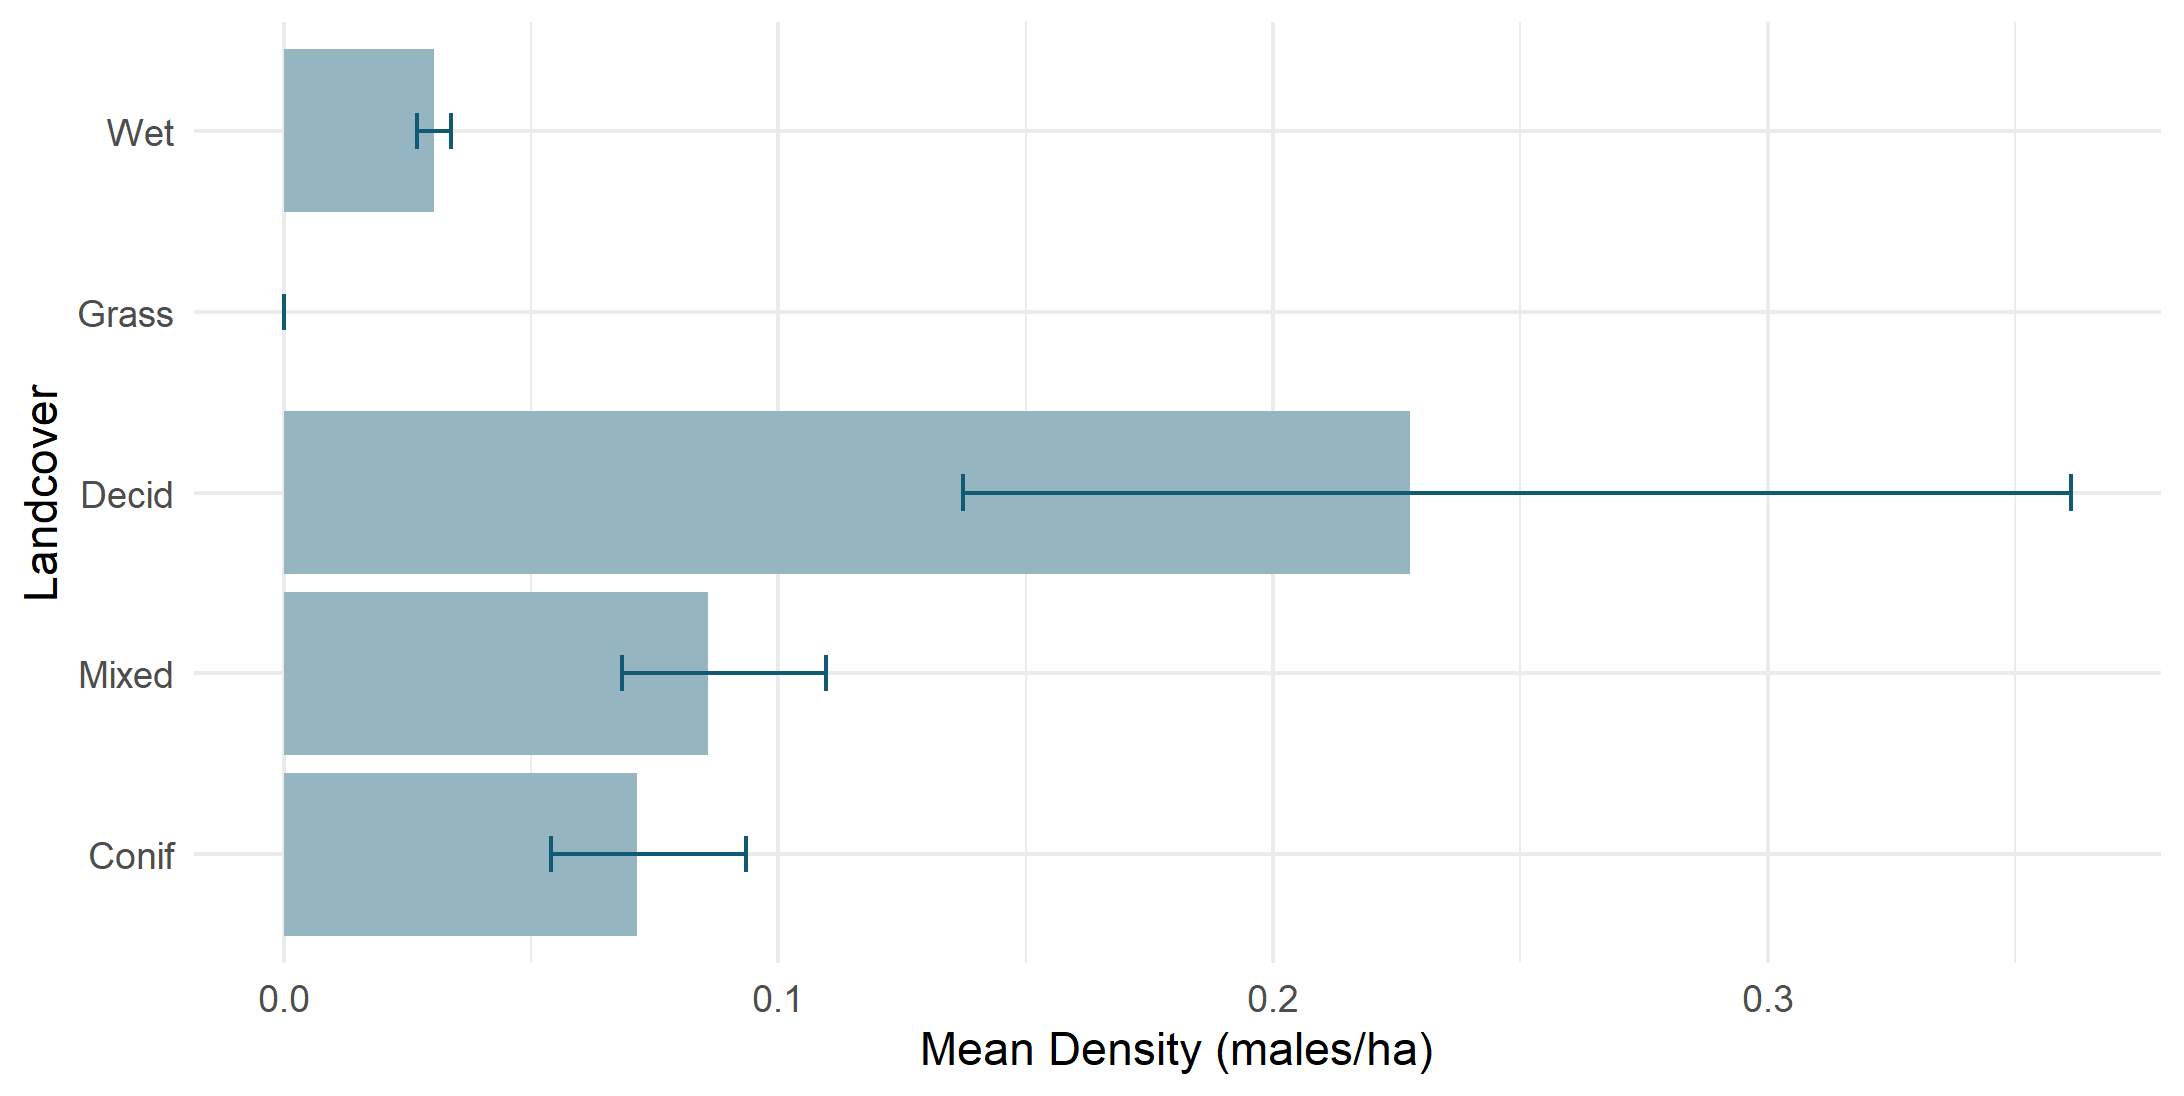 Landcover
Wet
Grass
Decid
Mixed
Conif
0.0 0.1 0.2 0.3
Mean Density (males/ha)